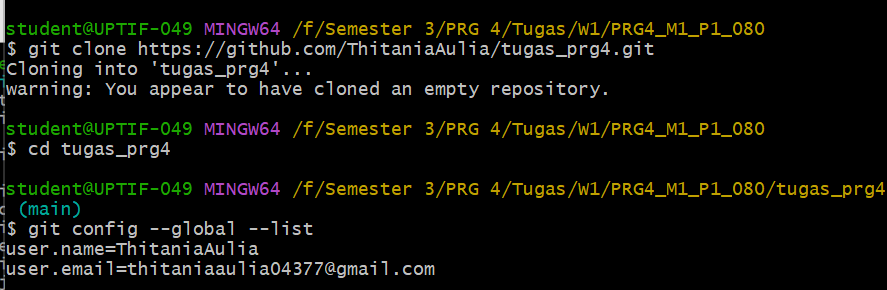 student@UPTIF-049 MINGW64 /f/Semester 3/PRG 4/Tugas/W1/PRG4_M1_P1_080
$ git clone https://github.com/ThitaniaAulia/tugas_prg4.git
Cloning into 'tugas_prg4'...
warning: You appear to have cloned an empty repository.
student@UPTIF-049 MINGW64 /f/Semester 3/PRG 4/Tugas/W1/PRG4_M1_P1_080
$ cd tugas_prg4
student@UPTIF-049 MINGW64 /f/Semester 3/PRG 4/Tugas/W1/PRG4_M1_P1_080/tugas_prg4
(main)
$ git config --global --list
user.name=ThitaniaAulia
user.email=thitaniaaulia04377@gmail.com